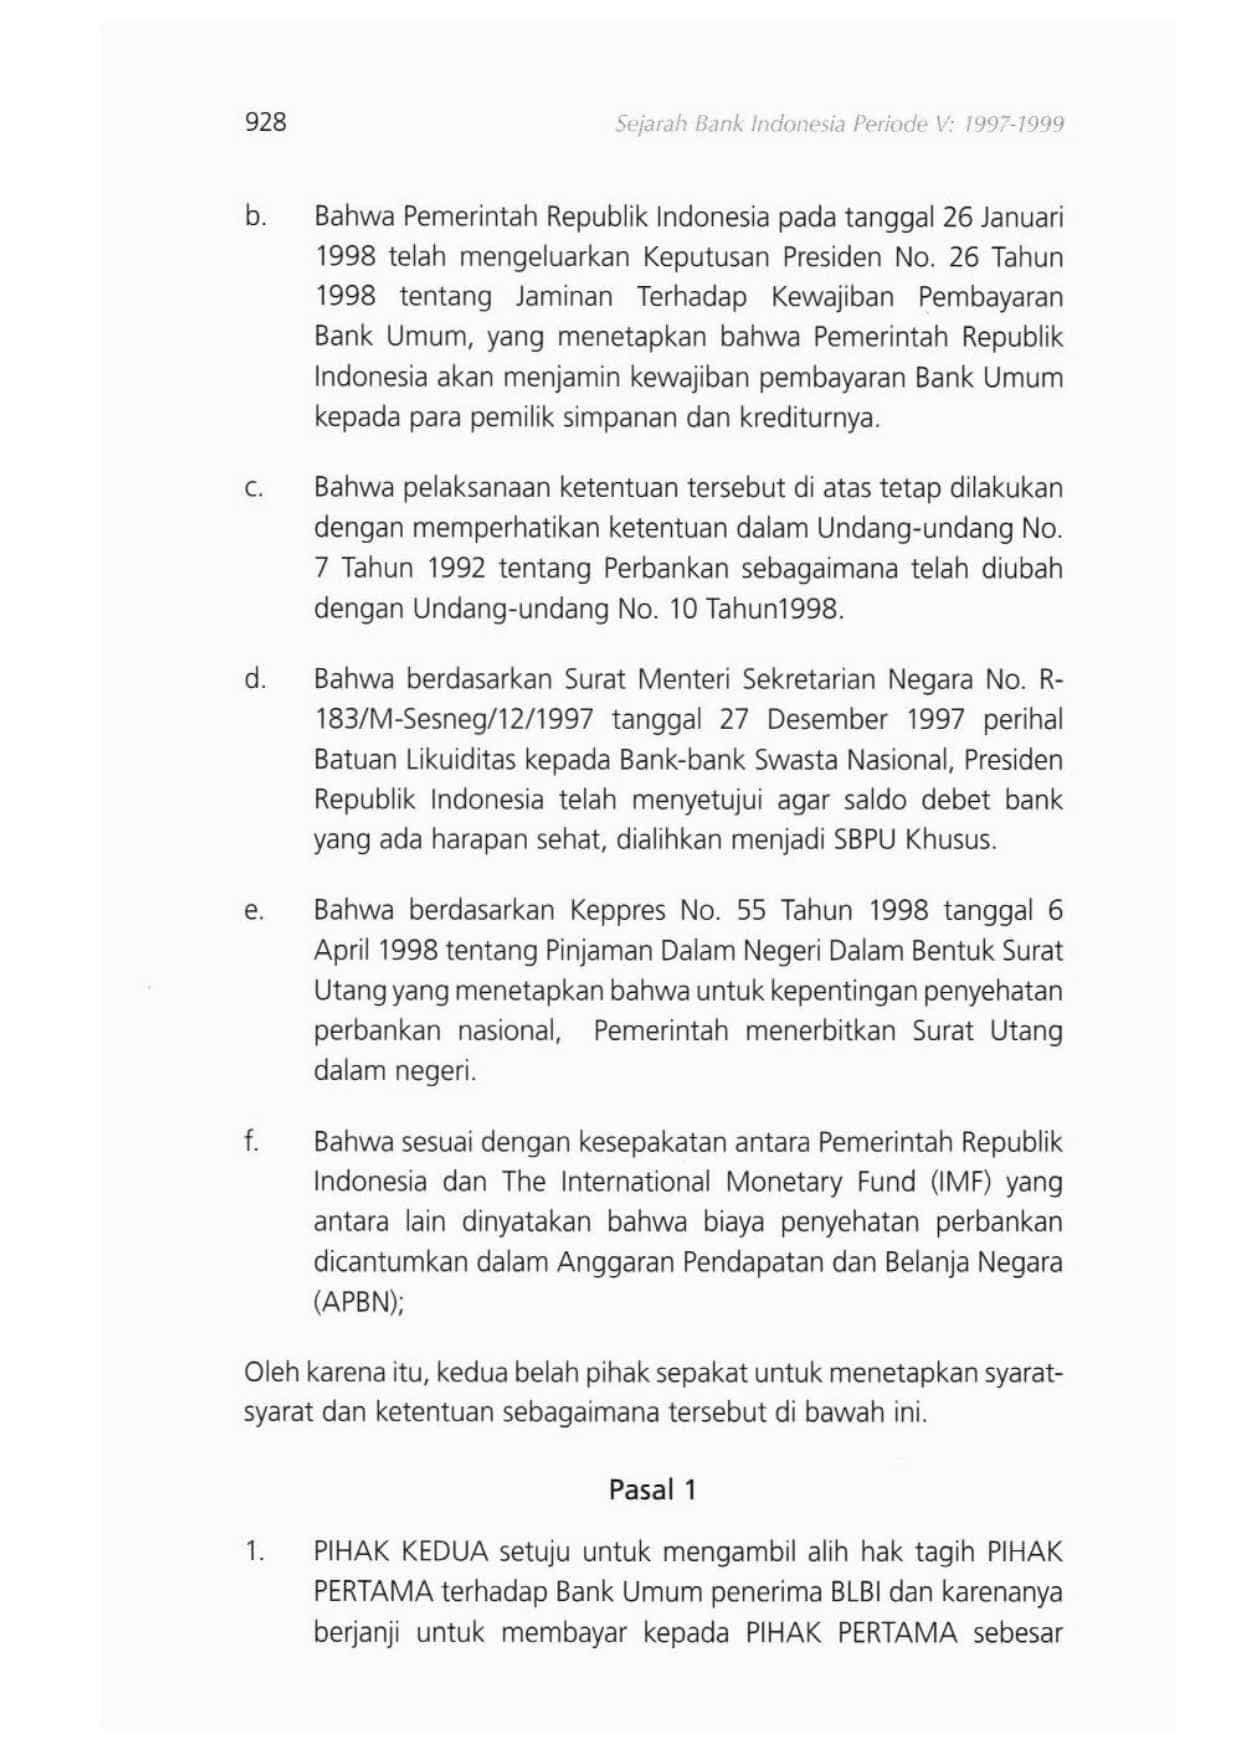 928 Sejarah Bank Indonesia Periode V: 1997-1999
b. Bahwa Pemerintah Republik Indonesia pada tanggal 26 Januari
1998 telah mengeluarkan Keputusan Presiden No. 26 Tahun
1998 tentang Jaminan Terhadap Kewajiban Pembayaran
Bank Umum, yang menetapkan bahwa Pemerintah Republik
Indonesia akan menjamin kewajiban pembayaran Bank Umum
kepada para pemilik simpanan dan krediturnya.
c. Bahwa pelaksanaan ketentuan tersebut di atas tetap dilakukan
dengan memperhatikan ketentuan dalam Undang-undang No.
7 Tahun 1992 tentang Perbankan sebagaimana telah diubah
dengan Undang-undang No. 10 Tahun1998.
d. Bahwa berdasarkan Surat Menteri Sekretarian Negara No. R-
183/M-Sesneg/12/1997 tanggal 27 Desember 1997 perihal
Batuan Likuiditas kepada Bank-bank Swasta Nasional, Presiden
Republik Indonesia telah menyetujui agar saldo debet bank
yang ada harapan sehat, dialihkan menjadi SBPU Khusus.
e. Bahwa berdasarkan Keppres No. 55 Tahun 1998 tanggal 6
April 1998 tentang Pinjaman Dalam Negeri Dalam Bentuk Surat
Utang yang menetapkan bahwa untuk kepentingan penyehatan
perbankan nasional, Pemerintah menerbitkan Surat Utang
dalam negeri.
f. Bahwa sesuai dengan kesepakatan antara Pemerintah Republik
Indonesia dan The International Monetary Fund (IMF) yang
antara lain dinyatakan bahwa biaya penyehatan perbankan
dicantumkan dalam Anggaran Pendapatan dan Belanja Negara
(APBN);
Oleh karena itu, kedua belah pihak sepakat untuk menetapkan syarat-
syarat dan ketentuan sebagaimana tersebut di bawah ini.
Pasal 1
1. PIHAK KEDUA setuju untuk mengambil alih hak tagih PIHAK
PERTAMA terhadap Bank Umum penerima BLBI dan karenanya
berjanji untuk membayar kepada PIHAK PERTAMA sebesar